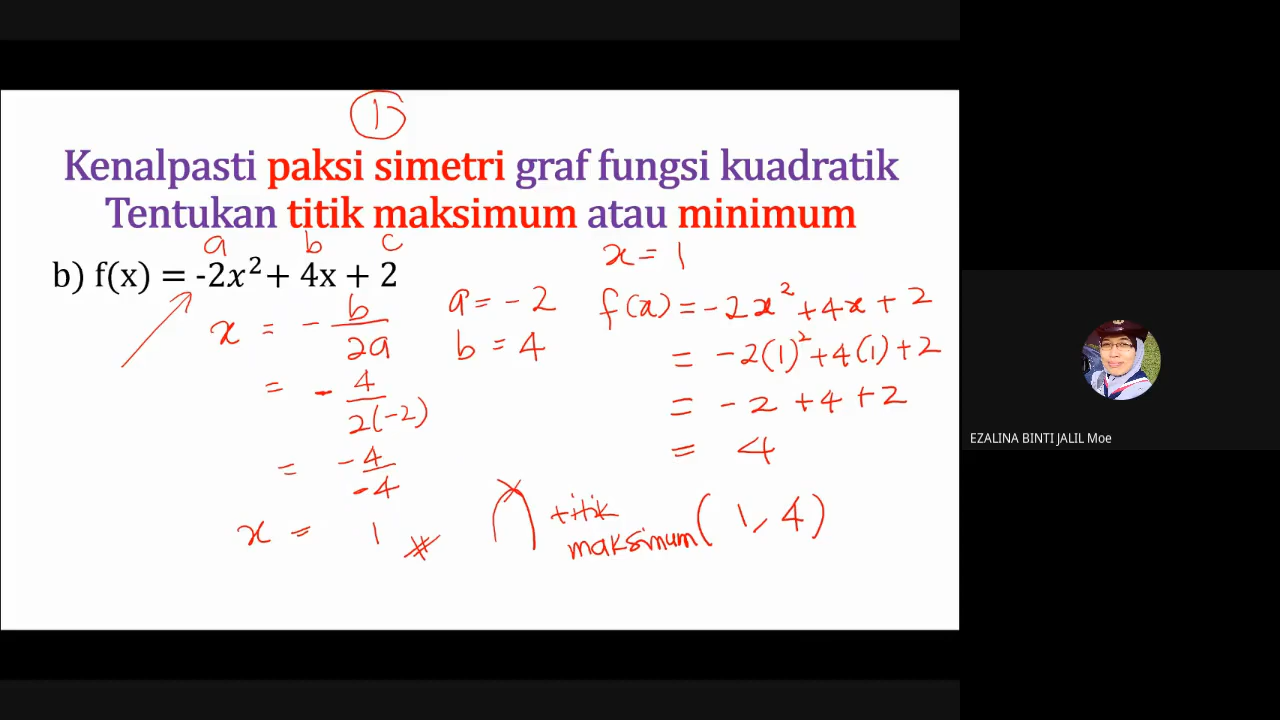 ①
Kenalpasti paksi simetri graf fungsi kuadratik
Tentukan titik maksimum atau minimum
a b c
b) f(x) = -2x² + 4x + 2
x = - b/2a
= - 4/2(-2)
= -4/-4
x = 1 #
a = -2
b = 4
x = 1
f(x) = -2x² + 4x + 2
= -2(1)² + 4(1) + 2
= -2 + 4 + 2
= 4
titik
maksimum (1, 4)
EZALINA BINTI JALIL Moe